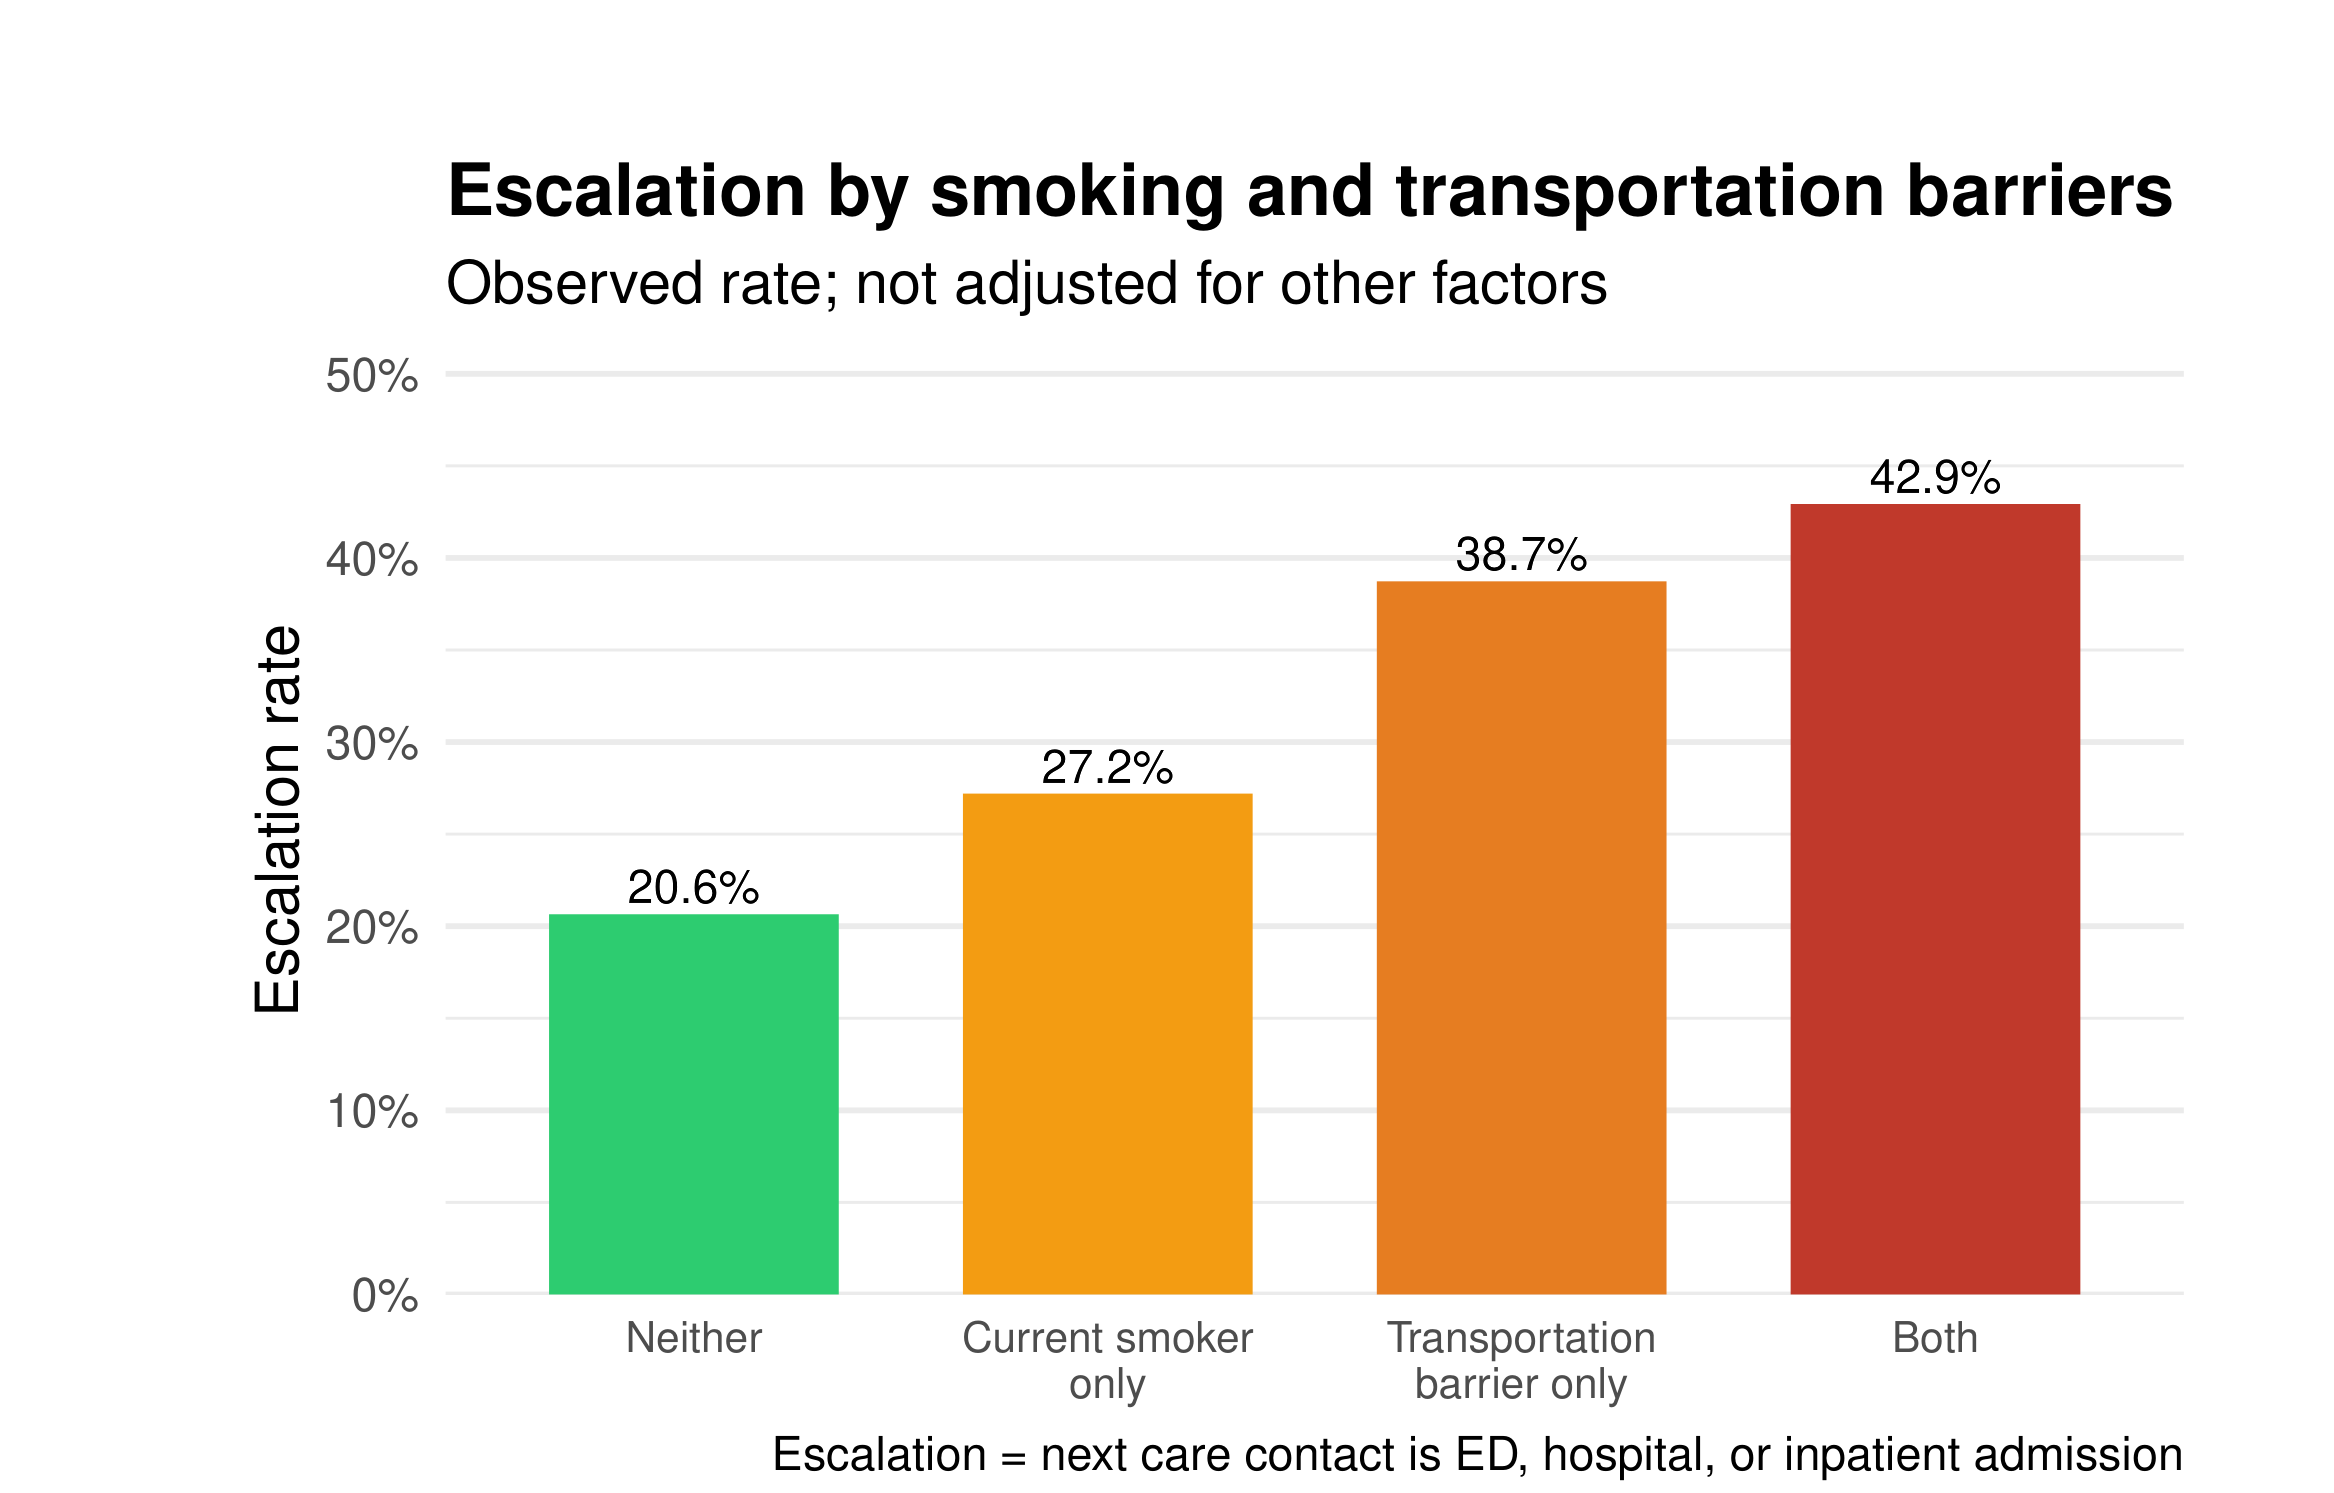 Escalation by smoking and transportation barriers
Observed rate; not adjusted for other factors
50%
40%
30%
20%
10%
0%
Escalation rate
20.6%
27.2%
38.7%
42.9%
Neither
Current smoker
only
Transportation
barrier only
Both
Escalation = next care contact is ED, hospital, or inpatient admission